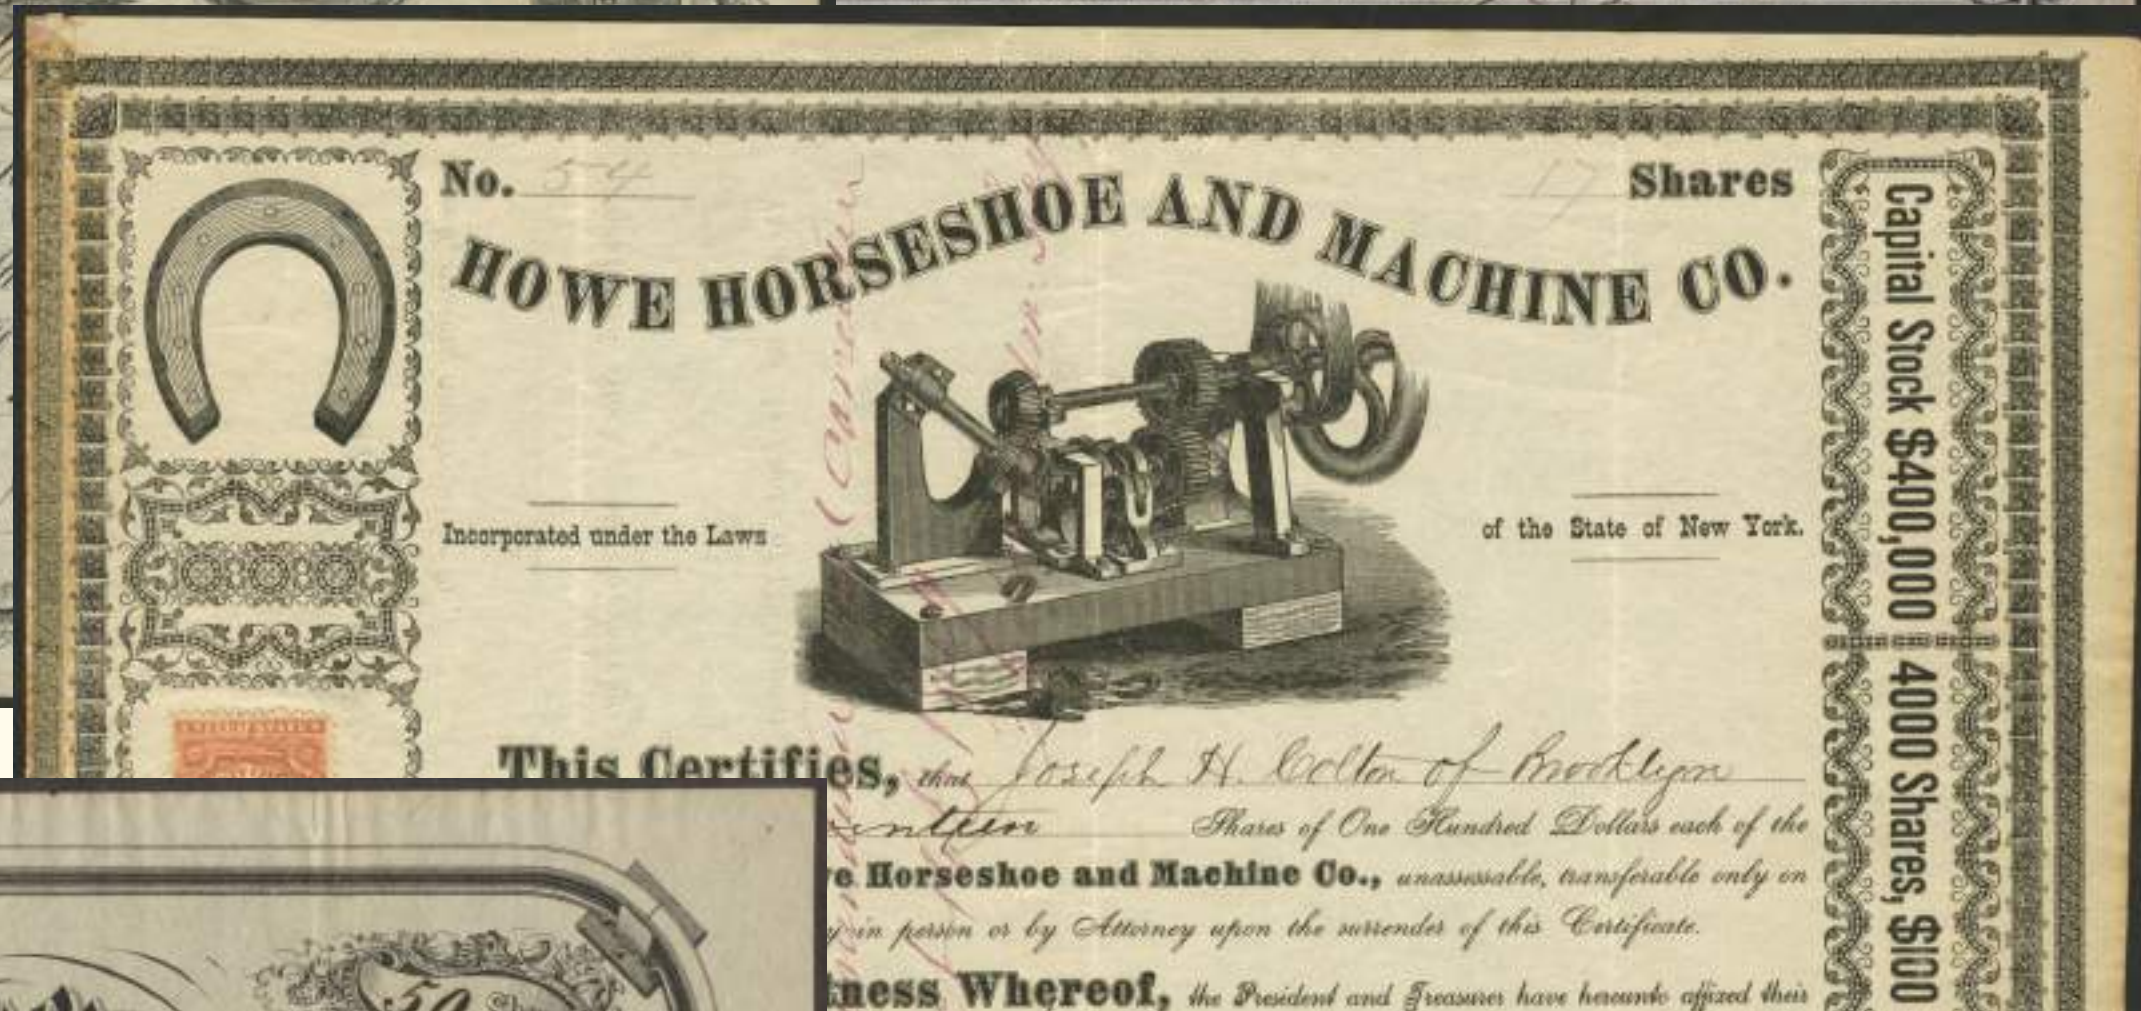 No. 54
17 Shares
HOWE HORSESHOE AND MACHINE CO.
Incorporated under the Laws
of the State of New York.
This Certifies, that Joseph H. Colton of Brooklyn
Shares of One Hundred Dollars each of the
Horseshoe and Machine Co., unassessable, transferable only on
in person or by Attorney upon the surrender of this Certificate.
Whereof, the President and Treasurer have hereunto affixed their
Capital Stock $400,000 4000 Shares, $100
50